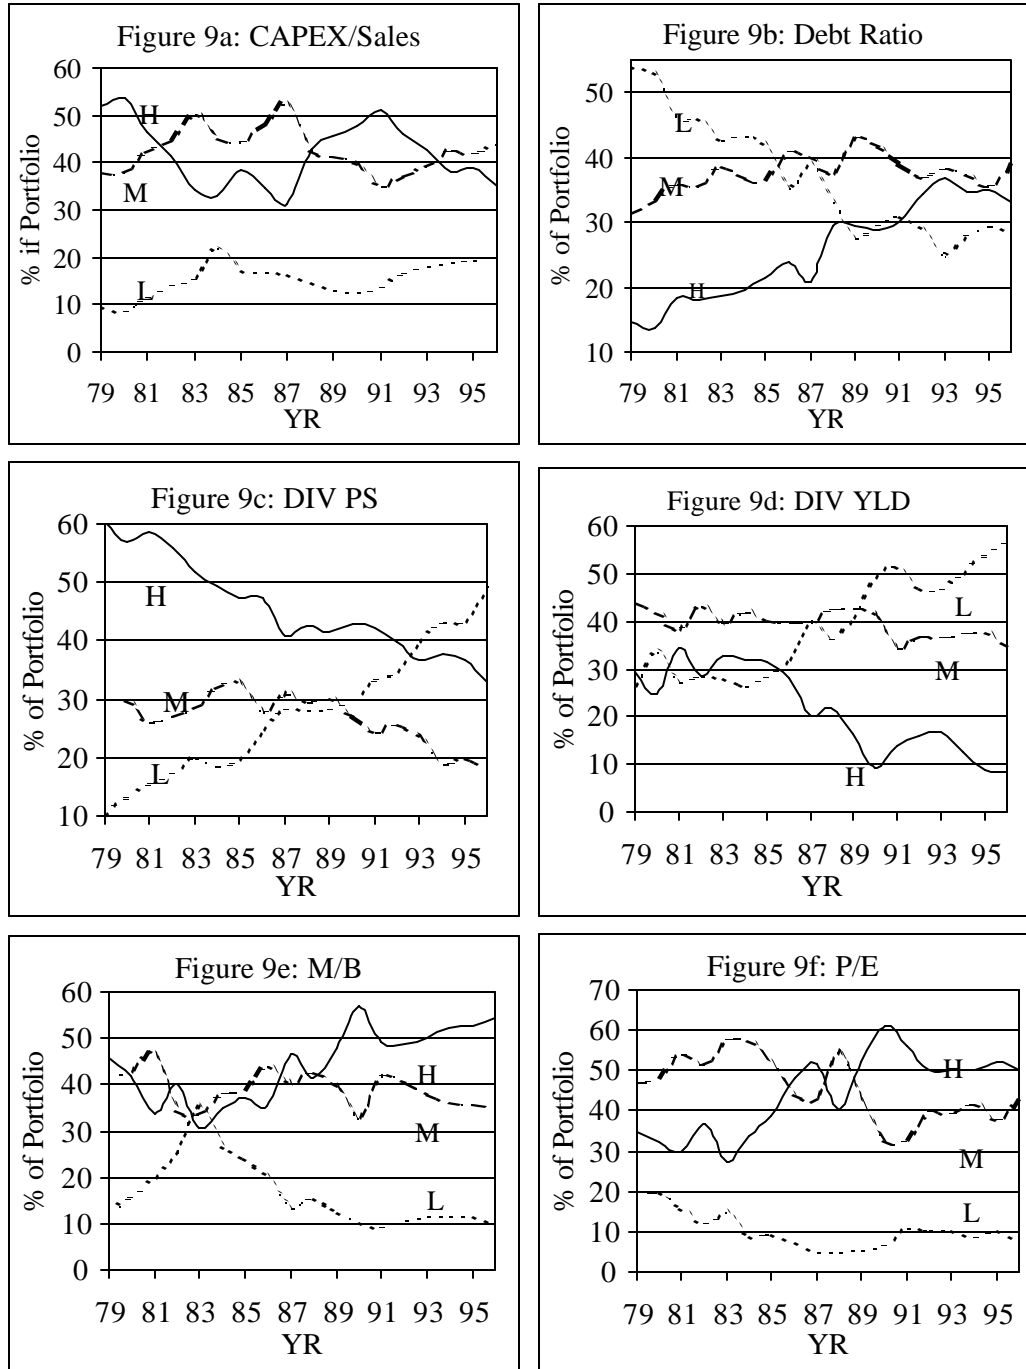 Figure 9a: CAPEX/Sales
% if Portfolio
60
50
40
30
20
10
0
H
M
L
79 81 83 85 87 91 93 95
YR
Figure 9b: Debt Ratio
% of Portfolio
50
40
30
20
10
L
M
H
79 81 83 85 87 89 91 93 95
YR
Figure 9c: DIV PS
% of Portfolio
60
50
40
30
20
10
H
M
L
79 81 83 85 87 89 91 93 95
YR
Figure 9d: DIV YLD
% of Portfolio
60
50
40
30
20
10
0
L
M
H
79 81 83 85 87 89 91 93 95
YR
Figure 9e: M/B
% of Portfolio
60
50
40
30
20
10
0
H
M
L
79 81 83 85 87 89 91 93 95
YR
Figure 9f: P/E
% of Portfolio
70
60
50
40
30
20
10
0
H
M
L
79 81 83 85 87 89 91 93 95
YR